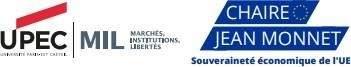 UPEC
UNIVERSITÉ PARIS-EST CRÉTEIL
MIL
MARCHÉS,
INSTITUTIONS,
LIBERTÉS
CHAIRE
JEAN MONNET
Souveraineté économique de l'UE